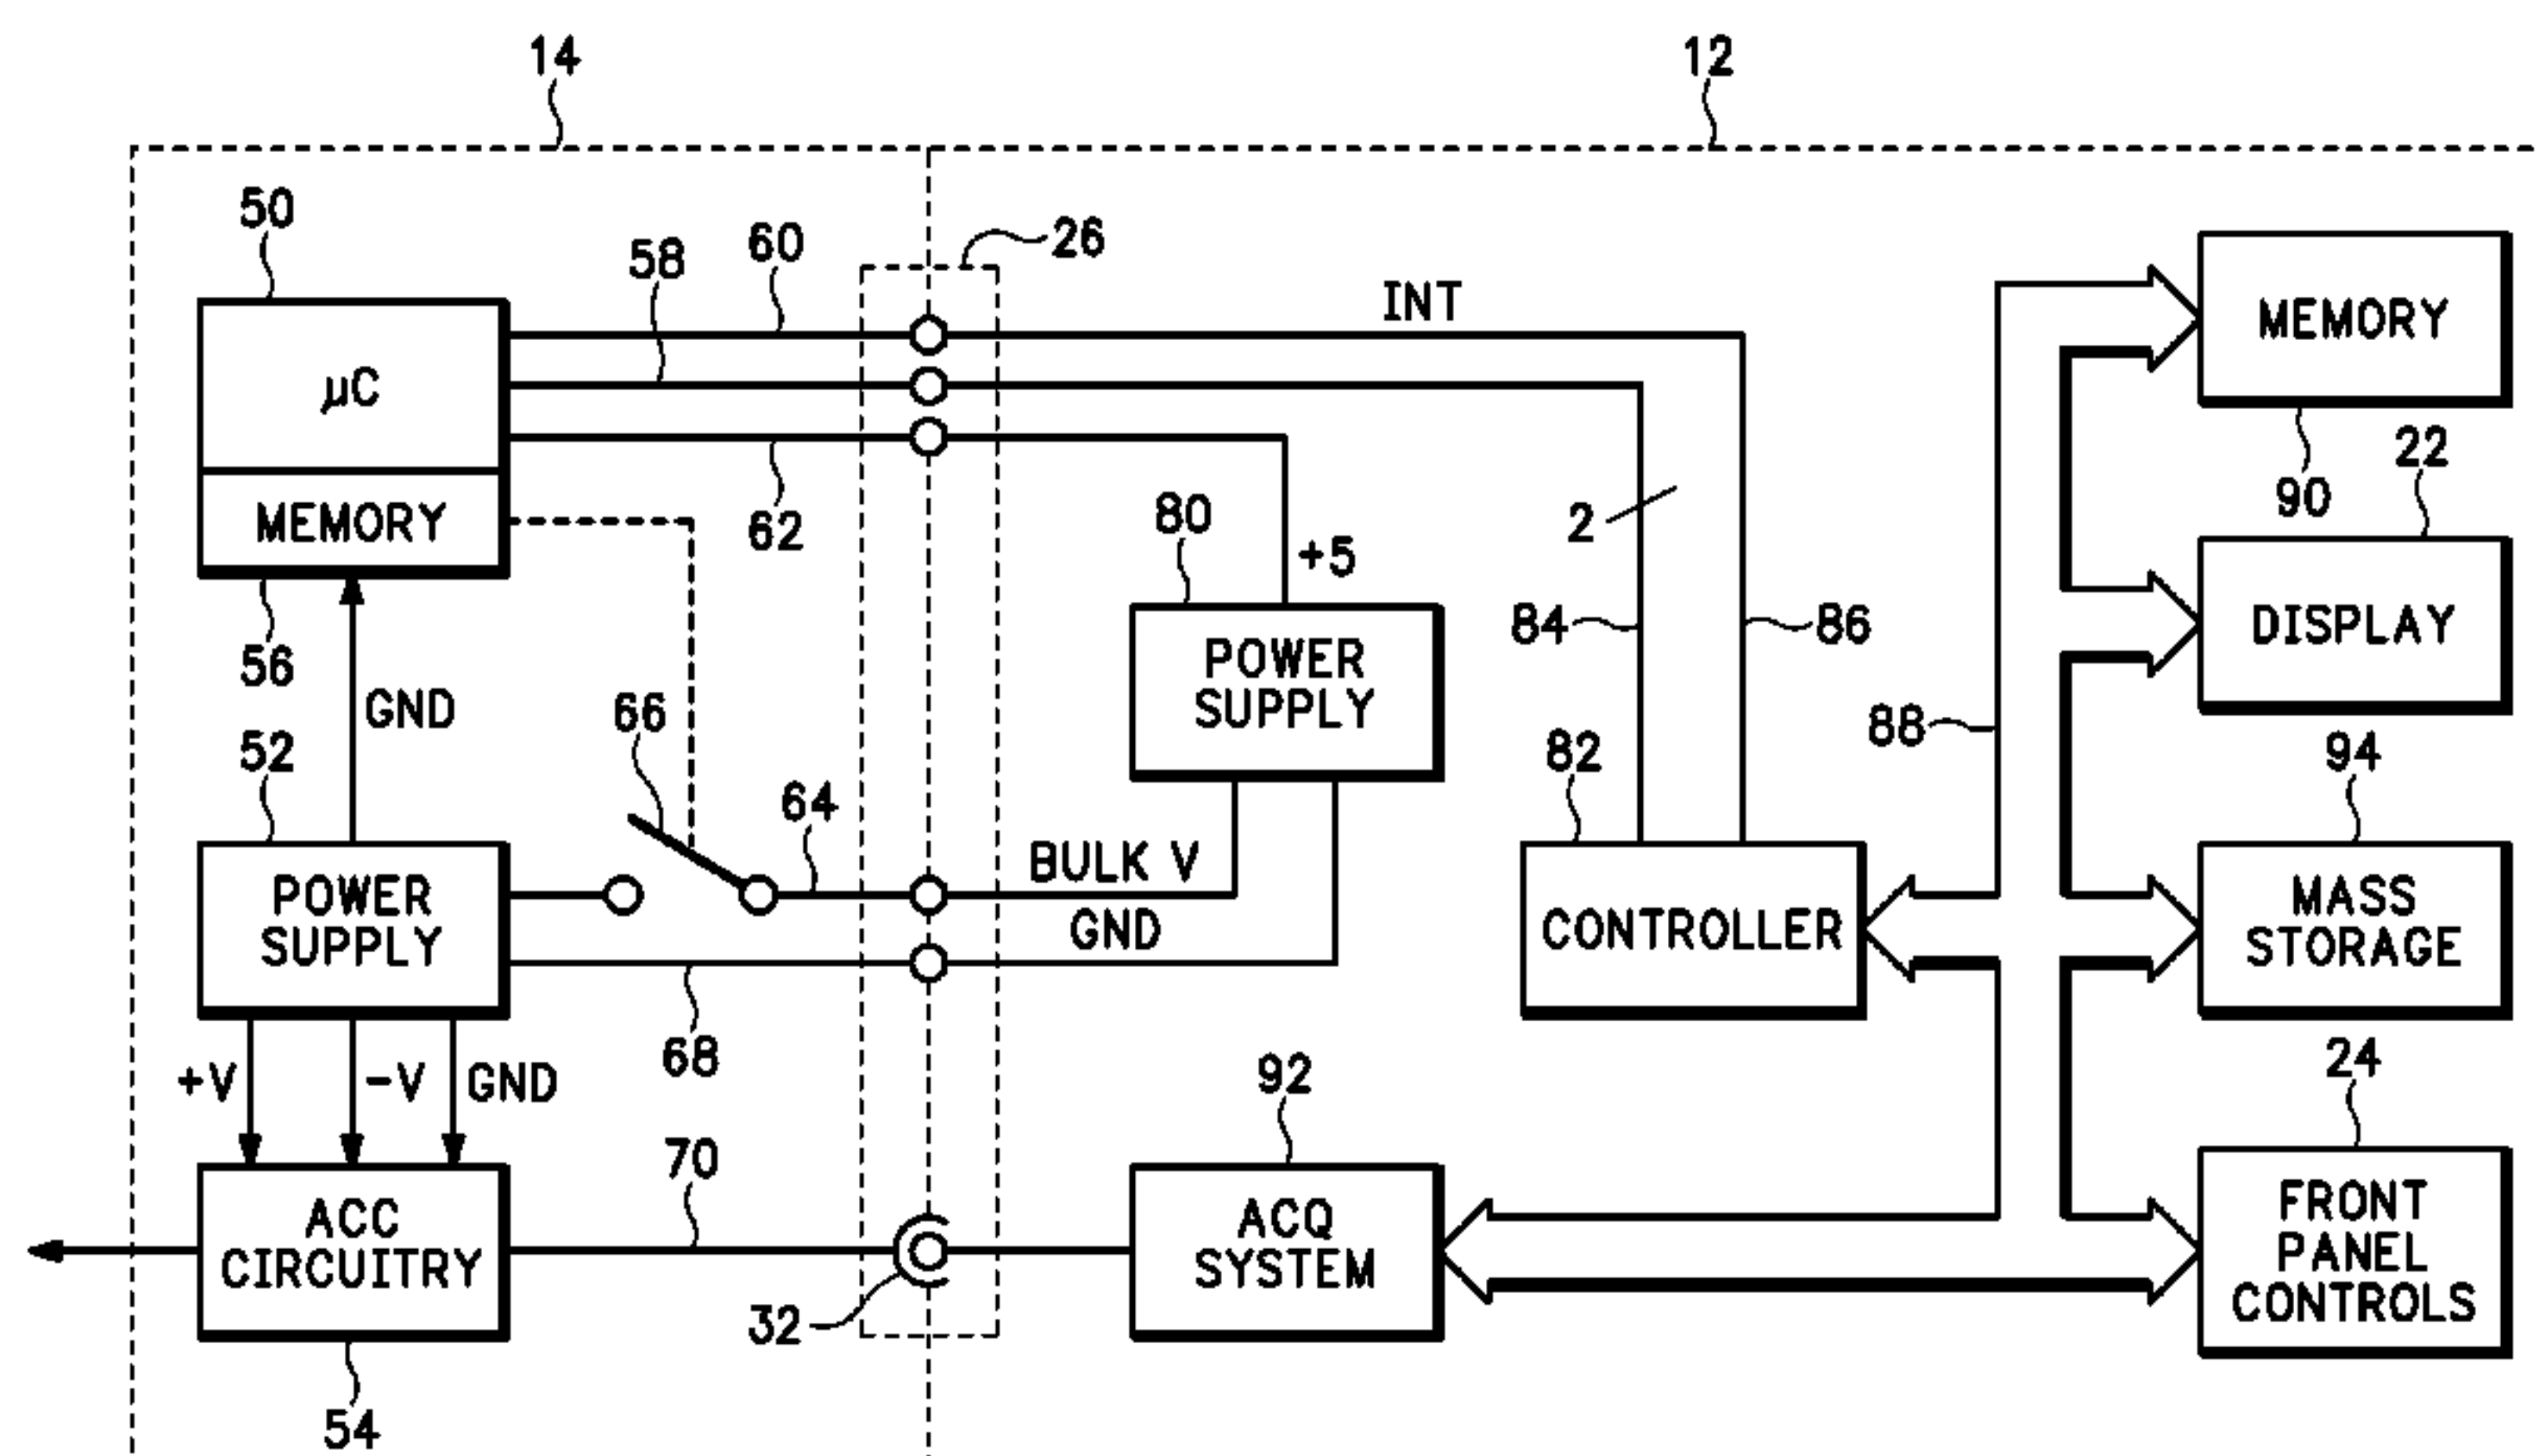 14
12
50
60
58
26
INT
µC
MEMORY
62
MEMORY
90
22
80
+5
2
56
84
86
DISPLAY
GND
POWER
SUPPLY
66
88
52
64
82
94
BULK V
GND
POWER
SUPPLY
CONTROLLER
MASS
STORAGE
68
+V
-V
GND
92
24
70
ACC
CIRCUITRY
32
ACQ
SYSTEM
FRONT
PANEL
CONTROLS
54